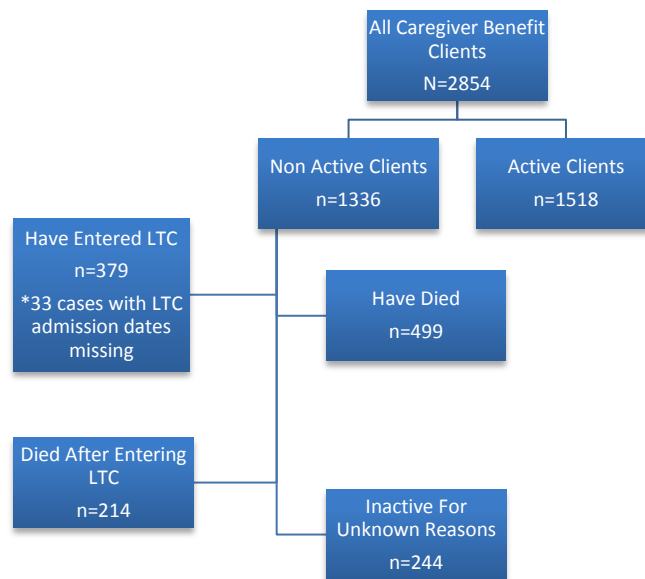 All Caregiver Benefit
Clients
N=2854
Non Active Clients
n=1336
Active Clients
n=1518
Have Entered LTC
n=379
*33 cases with LTC
admission dates
missing
Have Died
n=499
Died After Entering
LTC
n=214
Inactive For
Unknown Reasons
n=244